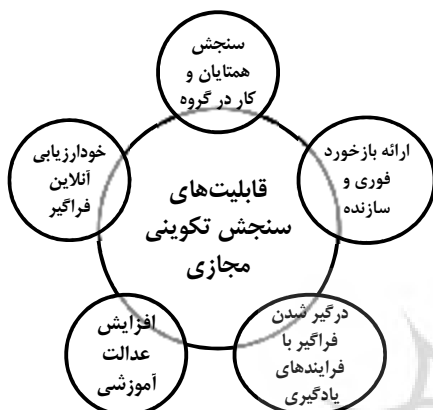 سنجش
همتایان و
کار در گروه
ارائه بازخورد
فوری و
سازنده
خودارزیابی
آنلاین
فراگیر
قابلیت‌های
سنجش تکوینی
مجازی
درگیر شدن
فراگیر با
فرایندهای
یادگیری
افزایش
عدالت
آموزشی